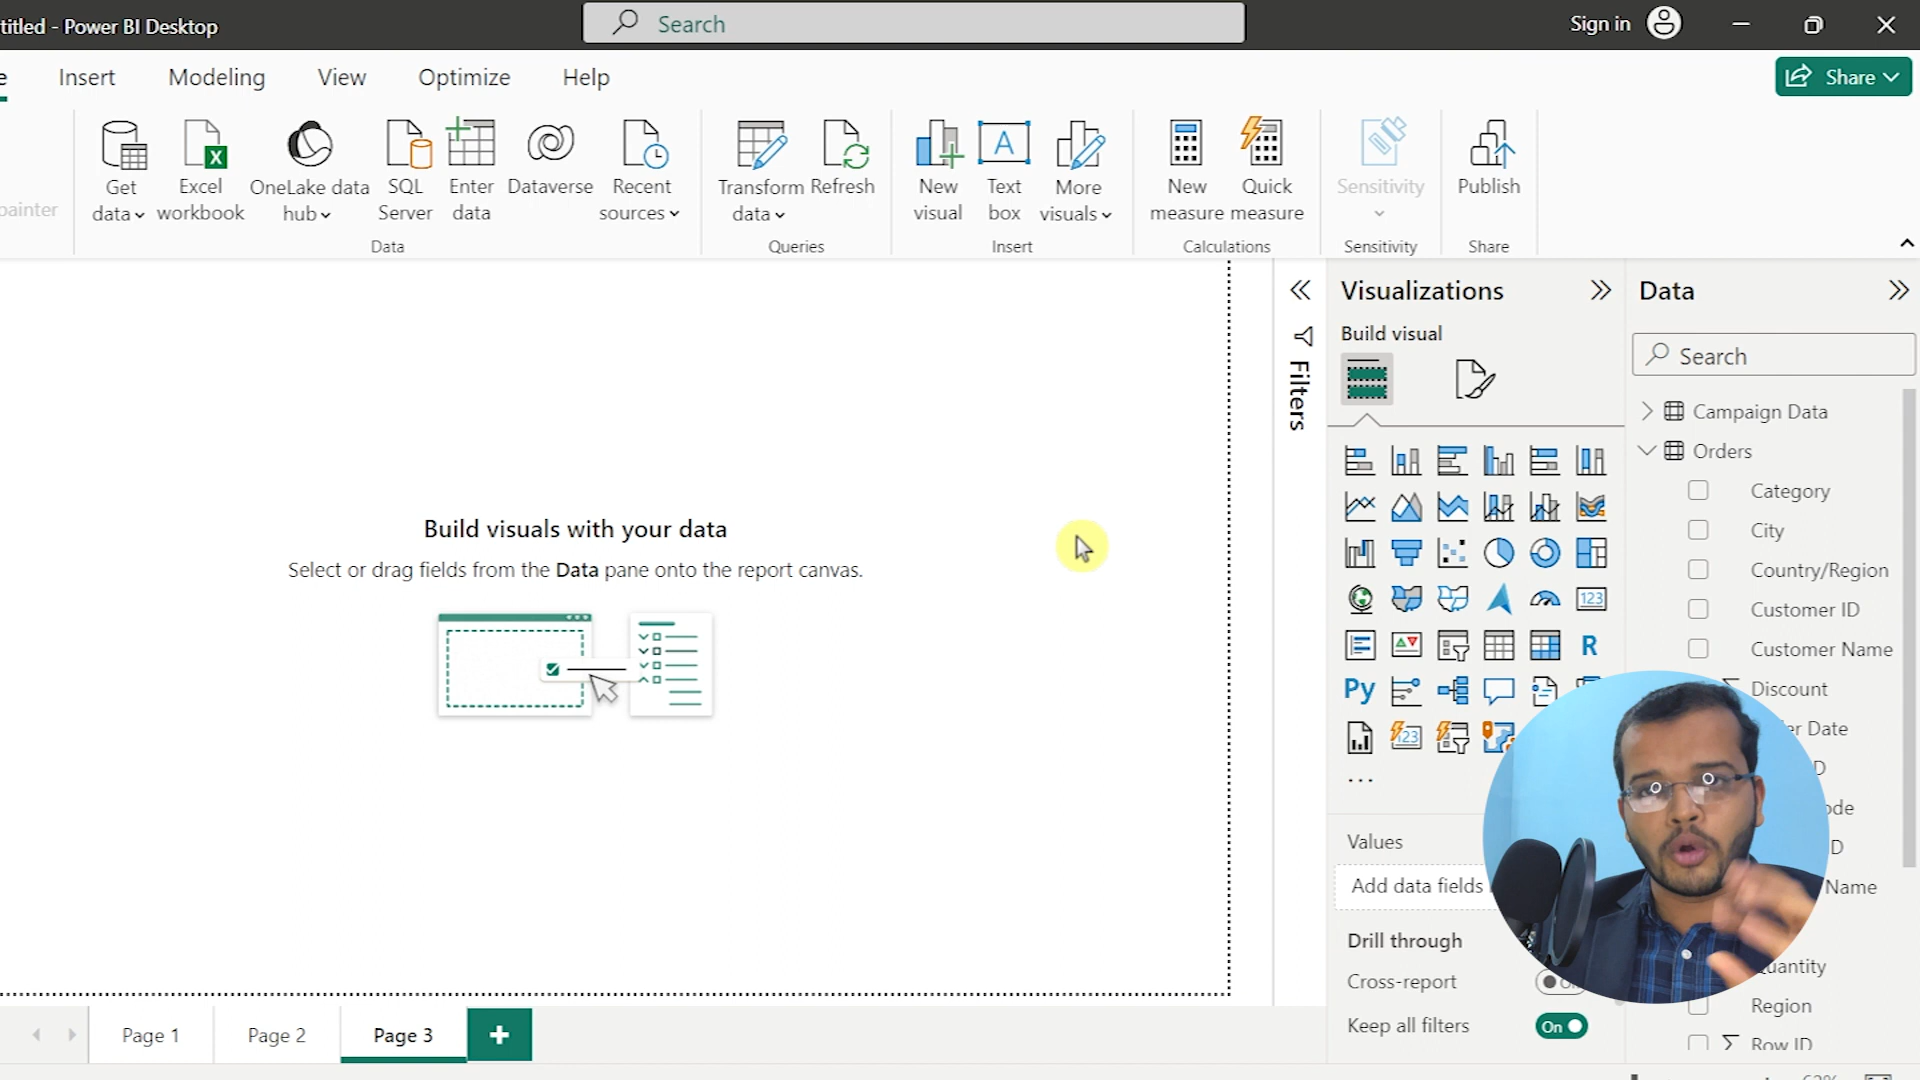 titled - Power BI Desktop
Search
Sign in
e
Insert
Modeling
View
Optimize
Help
Share
painter
Get data
Excel workbook
OneLake data hub
SQL Server
Enter data
Dataverse
Recent sources
Data
Transform data
Refresh
Queries
New visual
Text box
More visuals
Insert
New measure
Quick measure
Calculations
Sensitivity
Sensitivity
Publish
Share
Build visuals with your data
Select or drag fields from the Data pane onto the report canvas.
Filters
Visualizations
Build visual
123
R
Py
123
...
Values
Add data fields
Drill through
Cross-report
Keep all filters
On
Data
Search
Campaign Data
Orders
Category
City
Country/Region
Customer ID
Customer Name
Discount
er Date
D
ode
D
Name
uantity
Region
Row ID
Page 1
Page 2
Page 3